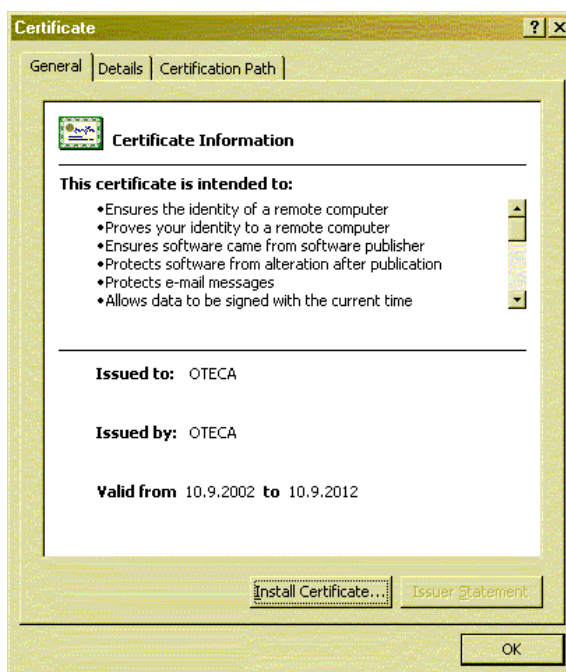 Certificate
General Details Certification Path
Certificate Information
This certificate is intended to:
•Ensures the identity of a remote computer
•Proves your identity to a remote computer
•Ensures software came from software publisher
•Protects software from alteration after publication
•Protects e-mail messages
•Allows data to be signed with the current time
Issued to: OTECA
Issued by: OTECA
Valid from 10.9.2002 to 10.9.2012
Install Certificate... Issuer Statement
OK